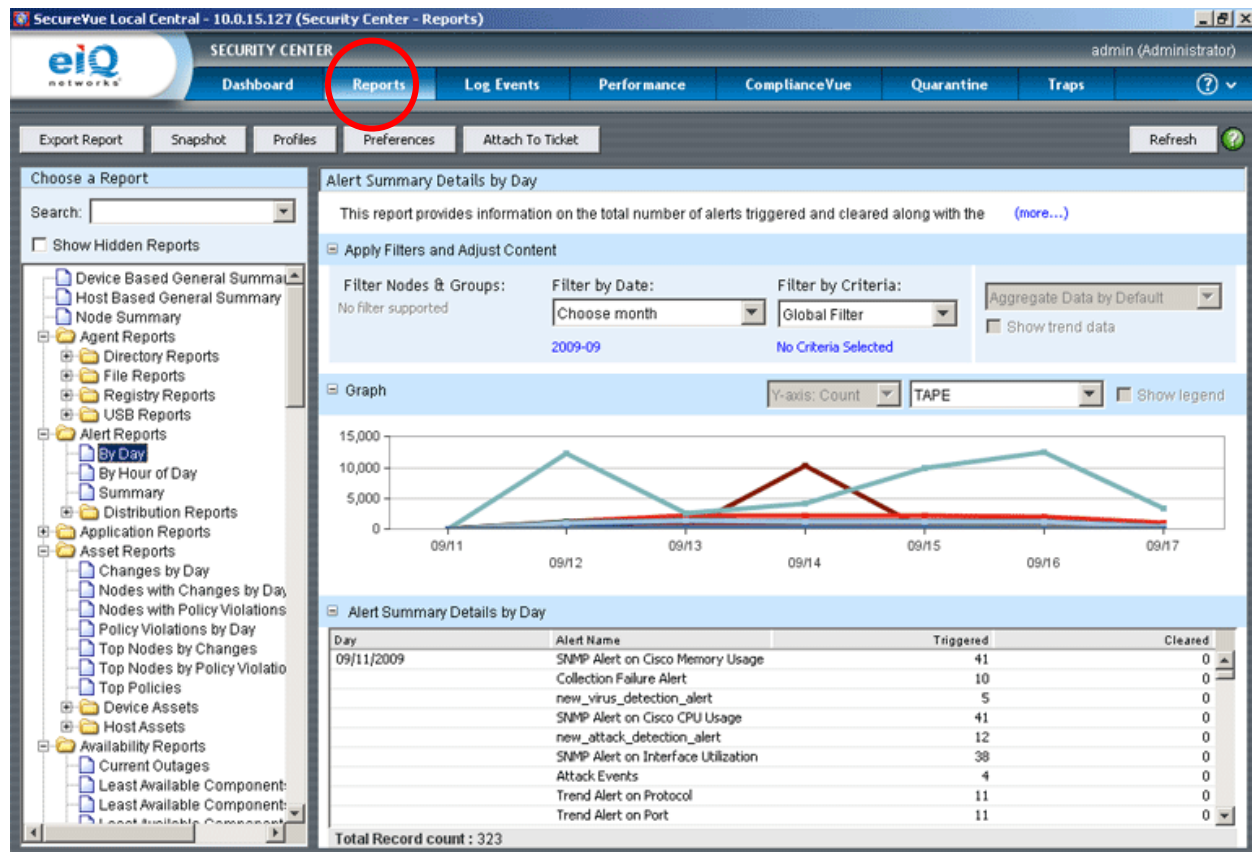 SecureVue Local Central - 10.0.15.127 (Security Center - Reports)
eiQ
networks
SECURITY CENTER
admin (Administrator)
Dashboard Reports Log Events Performance ComplianceVue Quarantine Traps ?
Export Report Snapshot Profiles Preferences Attach To Ticket Refresh ?
Choose a Report
Search:
Show Hidden Reports
Device Based General Summar
Host Based General Summary
Node Summary
Agent Reports
Directory Reports
File Reports
Registry Reports
USB Reports
Alert Reports
By Day
By Hour of Day
Summary
Distribution Reports
Application Reports
Asset Reports
Changes by Day
Nodes with Changes by Day
Nodes with Policy Violations
Policy Violations by Day
Top Nodes by Changes
Top Nodes by Policy Violatio
Top Policies
Device Assets
Host Assets
Availability Reports
Current Outages
Least Available Component
Least Available Component
Alert Summary Details by Day
This report provides information on the total number of alerts triggered and cleared along with the (more...)
Apply Filters and Adjust Content
Filter Nodes & Groups: Filter by Date: Filter by Criteria:
No filter supported Choose month Global Filter Aggregate Data by Default
Show trend data
2009-09 No Criteria Selected
Graph Y-axis: Count TAPE Show legend
15,000
10,000
5,000
0
09/11 09/13 09/15 09/17
09/12 09/14 09/16
Alert Summary Details by Day
Day Alert Name Triggered Cleared
09/11/2009 SNMP Alert on Cisco Memory Usage 41 0
Collection Failure Alert 10 0
new_virus_detection_alert 5 0
SNMP Alert on Cisco CPU Usage 41 0
new_attack_detection_alert 12 0
SNMP Alert on Interface Utilization 38 0
Attack Events 4 0
Trend Alert on Protocol 11 0
Trend Alert on Port 11 0
Total Record count : 323